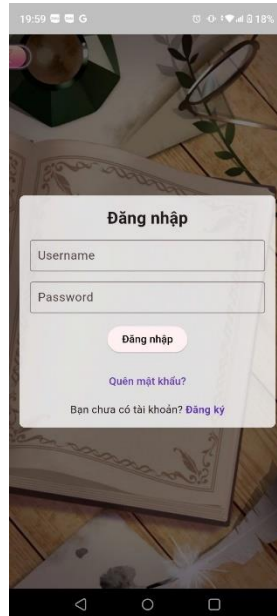 19:59 G 18%
Đăng nhập
Username
Password
Đăng nhập
Quên mật khẩu?
Bạn chưa có tài khoản? Đăng ký